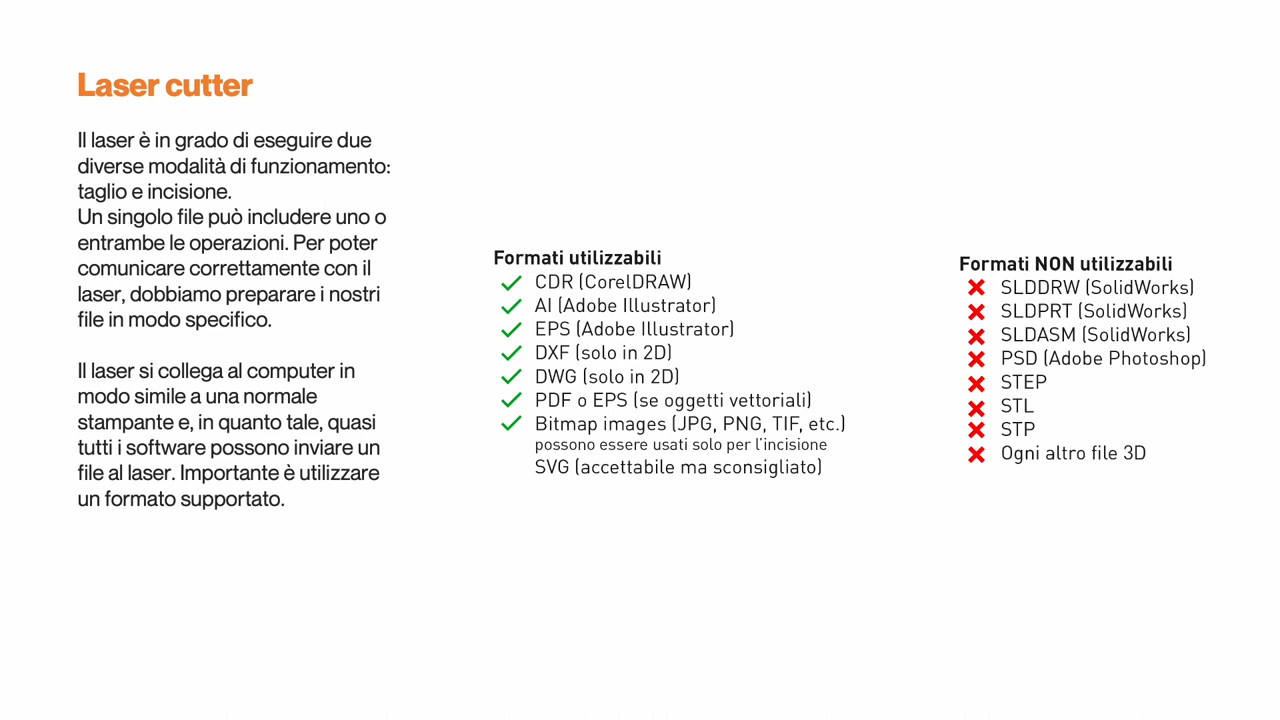 Laser cutter
Il laser è in grado di eseguire due
diverse modalità di funzionamento:
taglio e incisione.
Un singolo file può includere uno o
entrambe le operazioni. Per poter
comunicare correttamente con il
laser, dobbiamo preparare i nostri
file in modo specifico.
Il laser si collega al computer in
modo simile a una normale
stampante e, in quanto tale, quasi
tutti i software possono inviare un
file al laser. Importante è utilizzare
un formato supportato.
Formati utilizzabili
CDR (CorelDRAW)
AI (Adobe Illustrator)
EPS (Adobe Illustrator)
DXF (solo in 2D)
DWG (solo in 2D)
PDF o EPS (se oggetti vettoriali)
Bitmap images (JPG, PNG, TIF, etc.)
possono essere usati solo per l'incisione
SVG (accettabile ma sconsigliato)
Formati NON utilizzabili
SLDDRW (SolidWorks)
SLDPRT (SolidWorks)
SLDASM (SolidWorks)
PSD (Adobe Photoshop)
STEP
STL
STP
Ogni altro file 3D